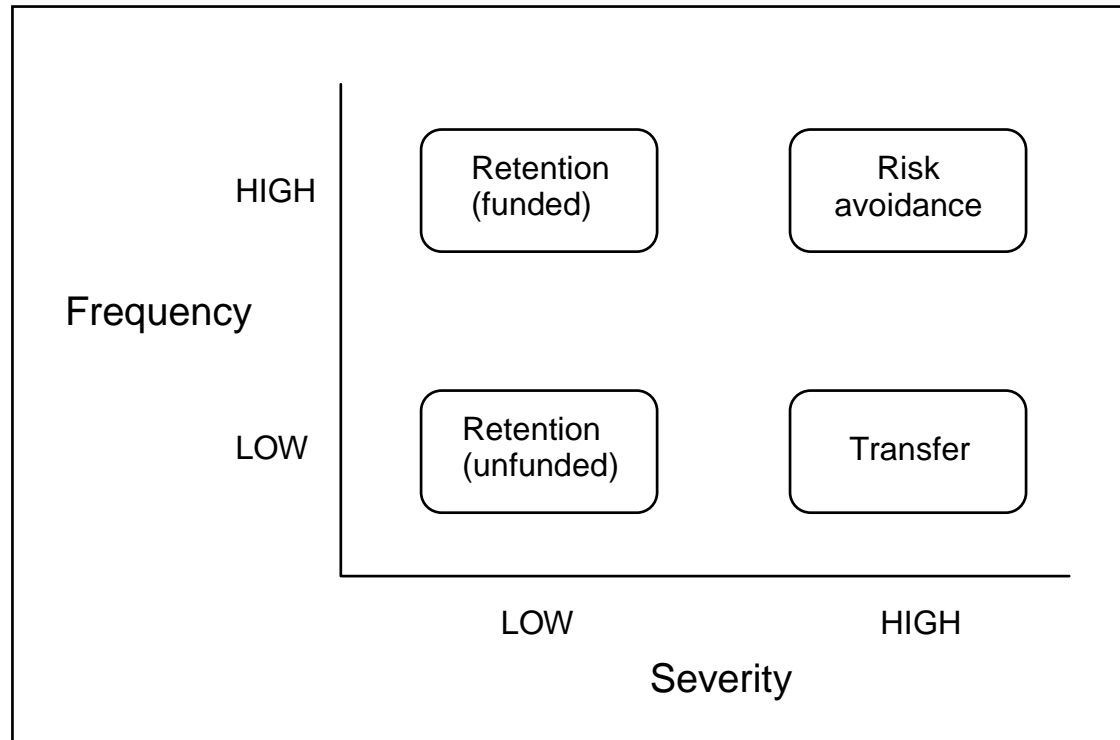 Retention
(funded)
Risk
avoidance
HIGH
Frequency
Retention
(unfunded)
Transfer
LOW
LOW
HIGH
Severity